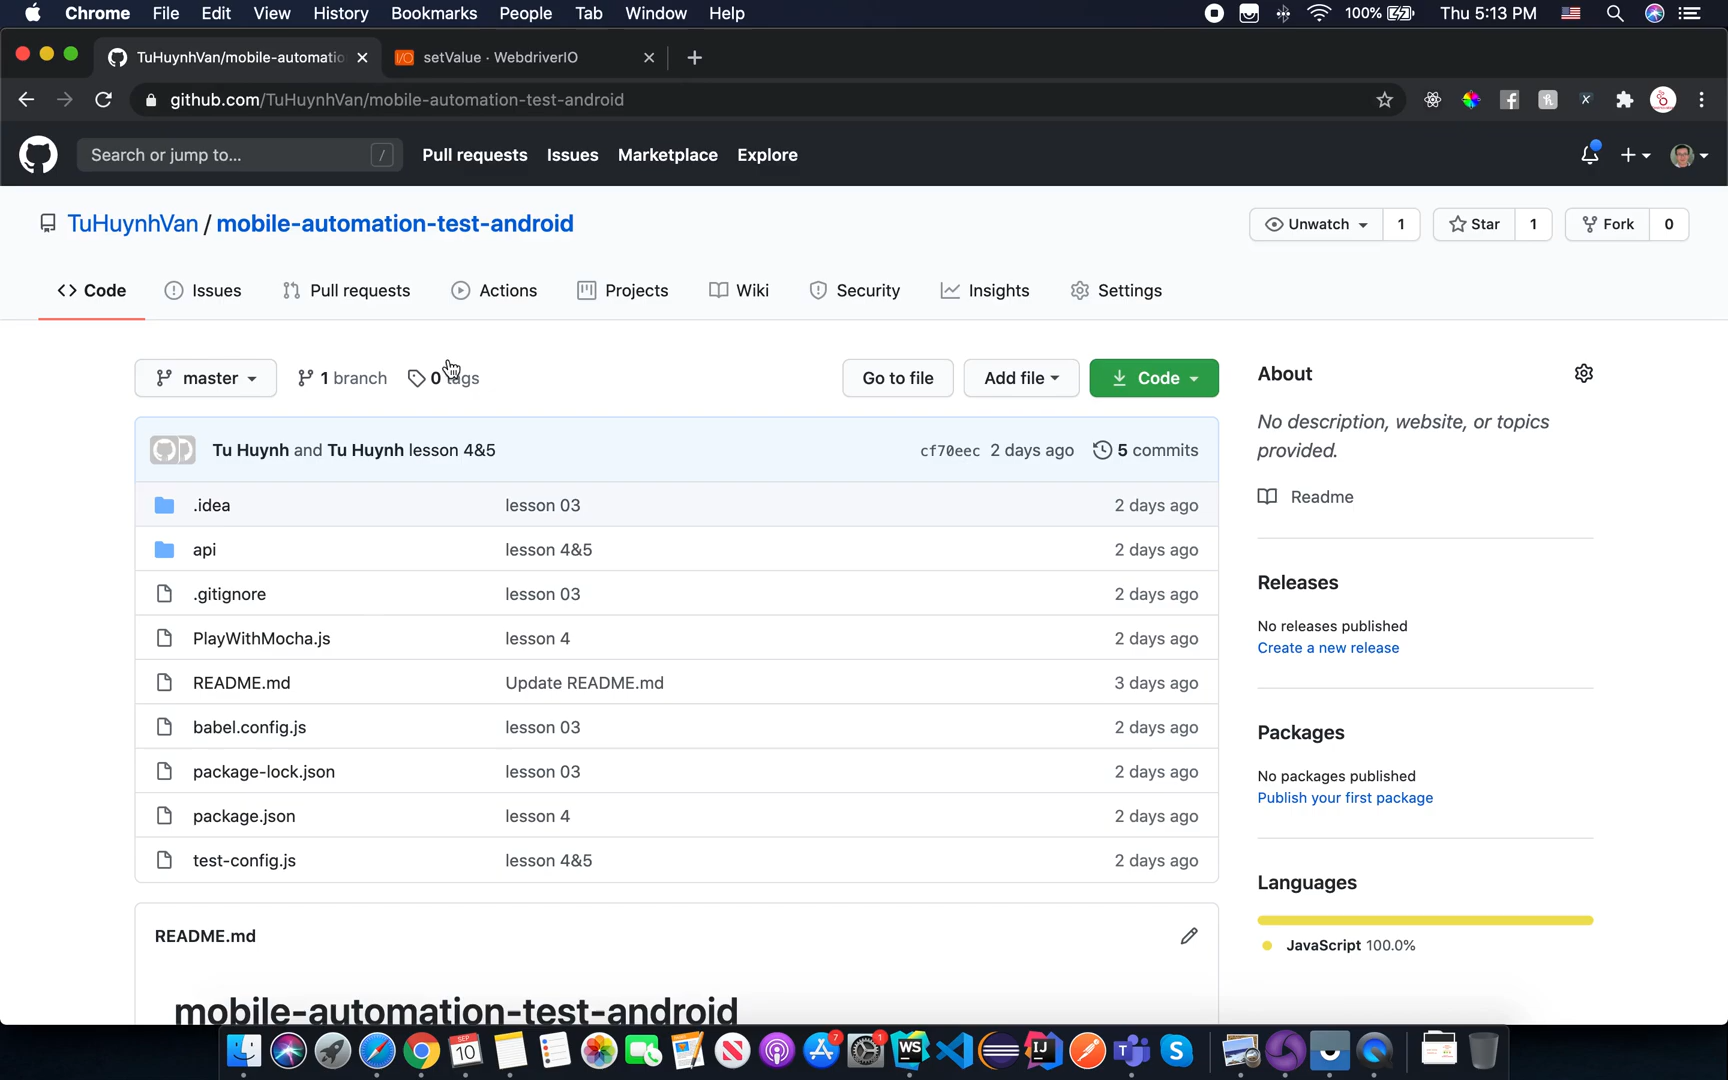 Chrome File Edit View History Bookmarks People Tab Window Help 100% Thu 5:13 PM
TuHuynhVan/mobile-automatio setValue · WebdriverIO
github.com/TuHuynhVan/mobile-automation-test-android
Search or jump to... / Pull requests Issues Marketplace Explore
TuHuynhVan / mobile-automation-test-android Unwatch 1 Star 1 Fork 0
Code Issues Pull requests Actions Projects Wiki Security Insights Settings
master 1 branch 0 tags Go to file Add file Code
About
No description, website, or topics
provided.
Readme
Tu Huynh and Tu Huynh lesson 4&5 cf70eec 2 days ago 5 commits
.idea lesson 03 2 days ago
api lesson 4&5 2 days ago
.gitignore lesson 03 2 days ago
PlayWithMocha.js lesson 4 2 days ago
README.md Update README.md 3 days ago
babel.config.js lesson 03 2 days ago
package-lock.json lesson 03 2 days ago
package.json lesson 4 2 days ago
test-config.js lesson 4&5 2 days ago
Releases
No releases published
Create a new release
Packages
No packages published
Publish your first package
Languages
JavaScript 100.0%
README.md
mobile-automation-test-android
SEP
10
7
1
WS
IJ